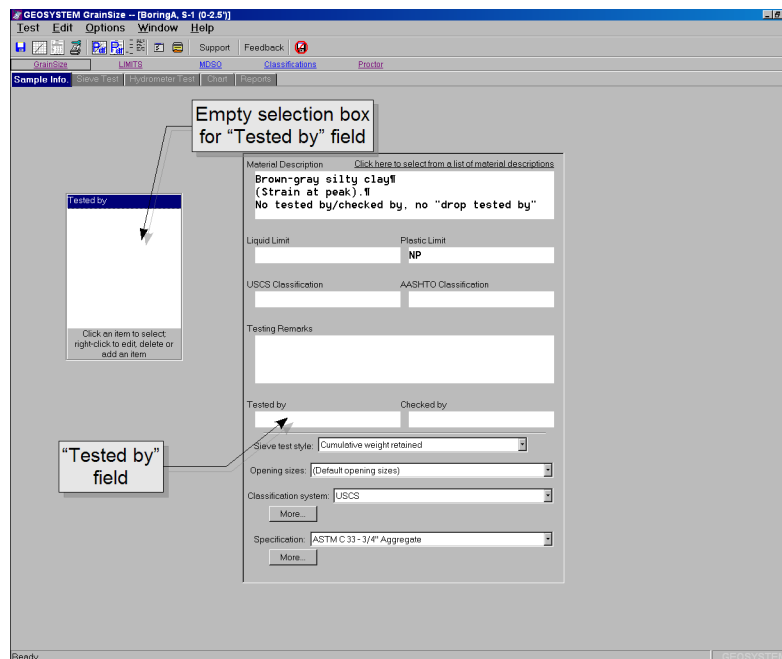 GEOSYSTEM GrainSize -- [BoringA, S-1 (0-2.5')]
Test Edit Options Window Help
Support Feedback
GrainSize LIMITS MDSO Classifications Proctor
Sample Info. Sieve Test Hydrometer Test Chart Reports
Empty selection box
for “Tested by” field
Material Description Click here to select from a list of material descriptions
Brown-gray silty clay¶
(Strain at peak).¶
No tested by/checked by, no "drop tested by"
Tested by
Click an item to select;
right-click to edit, delete or
add an item
Liquid Limit Plastic Limit
NP
USCS Classification AASHTO Classification
Testing Remarks
Tested by Checked by
“Tested by”
field
Sieve test style: Cumulative weight retained
Opening sizes: (Default opening sizes)
Classification system: USCS
More...
Specification: ASTM C 33 - 3/4" Aggregate
More...
Ready
GEOSYSTEM